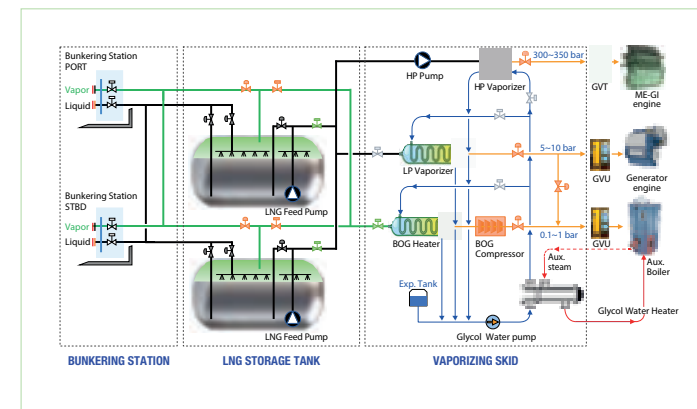 Bunkering Station
PORT
Vapor
Liquid
Bunkering Station
STBD
Vapor
Liquid
LNG Feed Pump
LNG Feed Pump
HP Pump
HP Vaporizer
300~350 bar
GVT
ME-GI
engine
LP Vaporizer
5~10 bar
GVU
Generator
engine
BOG Heater
BOG
Compressor
0.1~1 bar
GVU
Aux.
Boiler
Aux.
steam
Exp. Tank
Glycol Water pump
Glycol Water Heater
BUNKERING STATION
LNG STORAGE TANK
VAPORIZING SKID